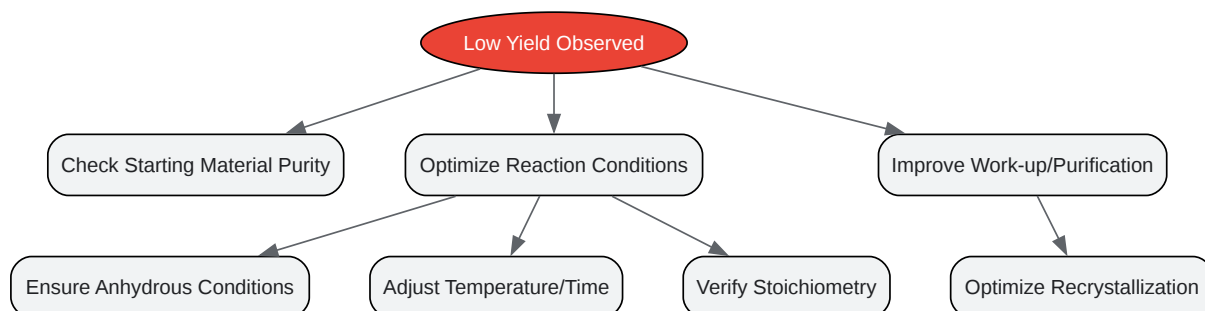 Low Yield Observed
Check Starting Material Purity
Optimize Reaction Conditions
Improve Work-up/Purification
Ensure Anhydrous Conditions
Adjust Temperature/Time
Verify Stoichiometry
Optimize Recrystallization